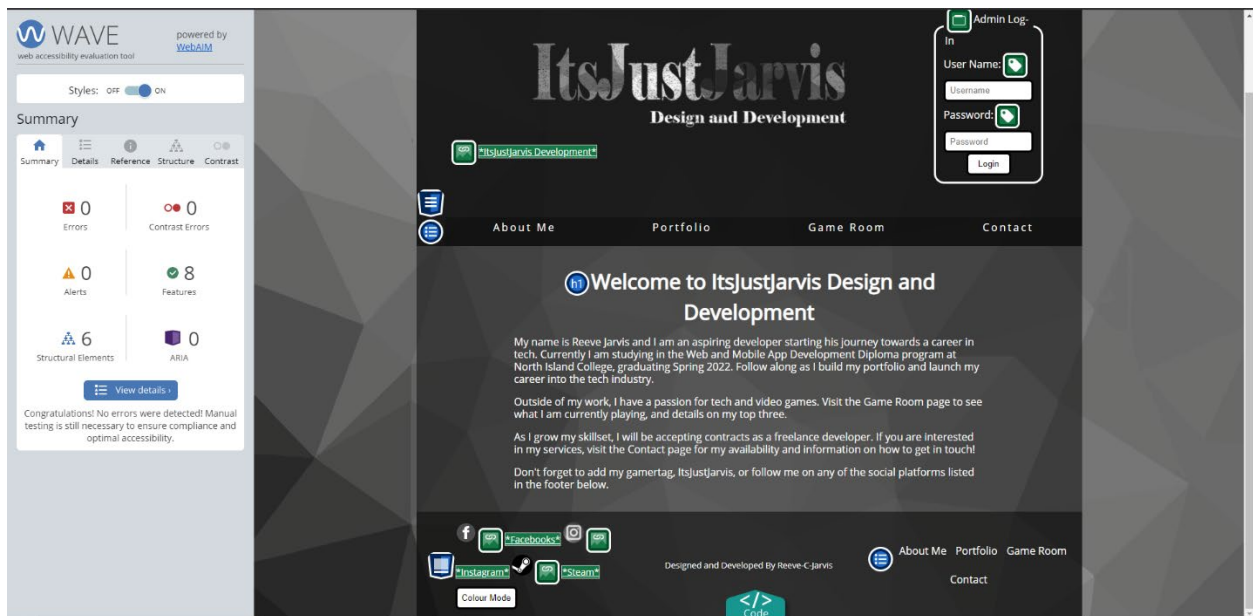 WAVE
web accessibility evaluation tool
powered by
WebAIM
Styles: OFF ON
Summary
Summary Details Reference Structure Contrast
0
Errors
0
Contrast Errors
0
Alerts
8
Features
6
Structural Elements
0
ARIA
View details ›
Congratulations! No errors were detected! Manual
testing is still necessary to ensure compliance and
optimal accessibility.
ItsJustJarvis
Design and Development
*ItsJustJarvis Development*
Admin Log-
In
User Name:
Username
Password:
Password
Login
About Me Portfolio Game Room Contact
h1 Welcome to ItsJustJarvis Design and
Development
My name is Reeve Jarvis and I am an aspiring developer starting his journey towards a career in
tech. Currently I am studying in the Web and Mobile App Development Diploma program at
North Island College, graduating Spring 2022. Follow along as I build my portfolio and launch my
career into the tech industry.
Outside of my work, I have a passion for tech and video games. Visit the Game Room page to see
what I am currently playing, and details on my top three.
As I grow my skillset, I will be accepting contracts as a freelance developer. If you are interested
in my services, visit the Contact page for my availability and information on how to get in touch!
Don't forget to add my gamertag, ItsJustJarvis, or follow me on any of the social platforms listed
in the footer below.
*Facebooks*
*Instagram* *Steam*
Colour Mode
Designed and Developed By Reeve-C-Jarvis
</>
Code
About Me Portfolio Game Room
Contact